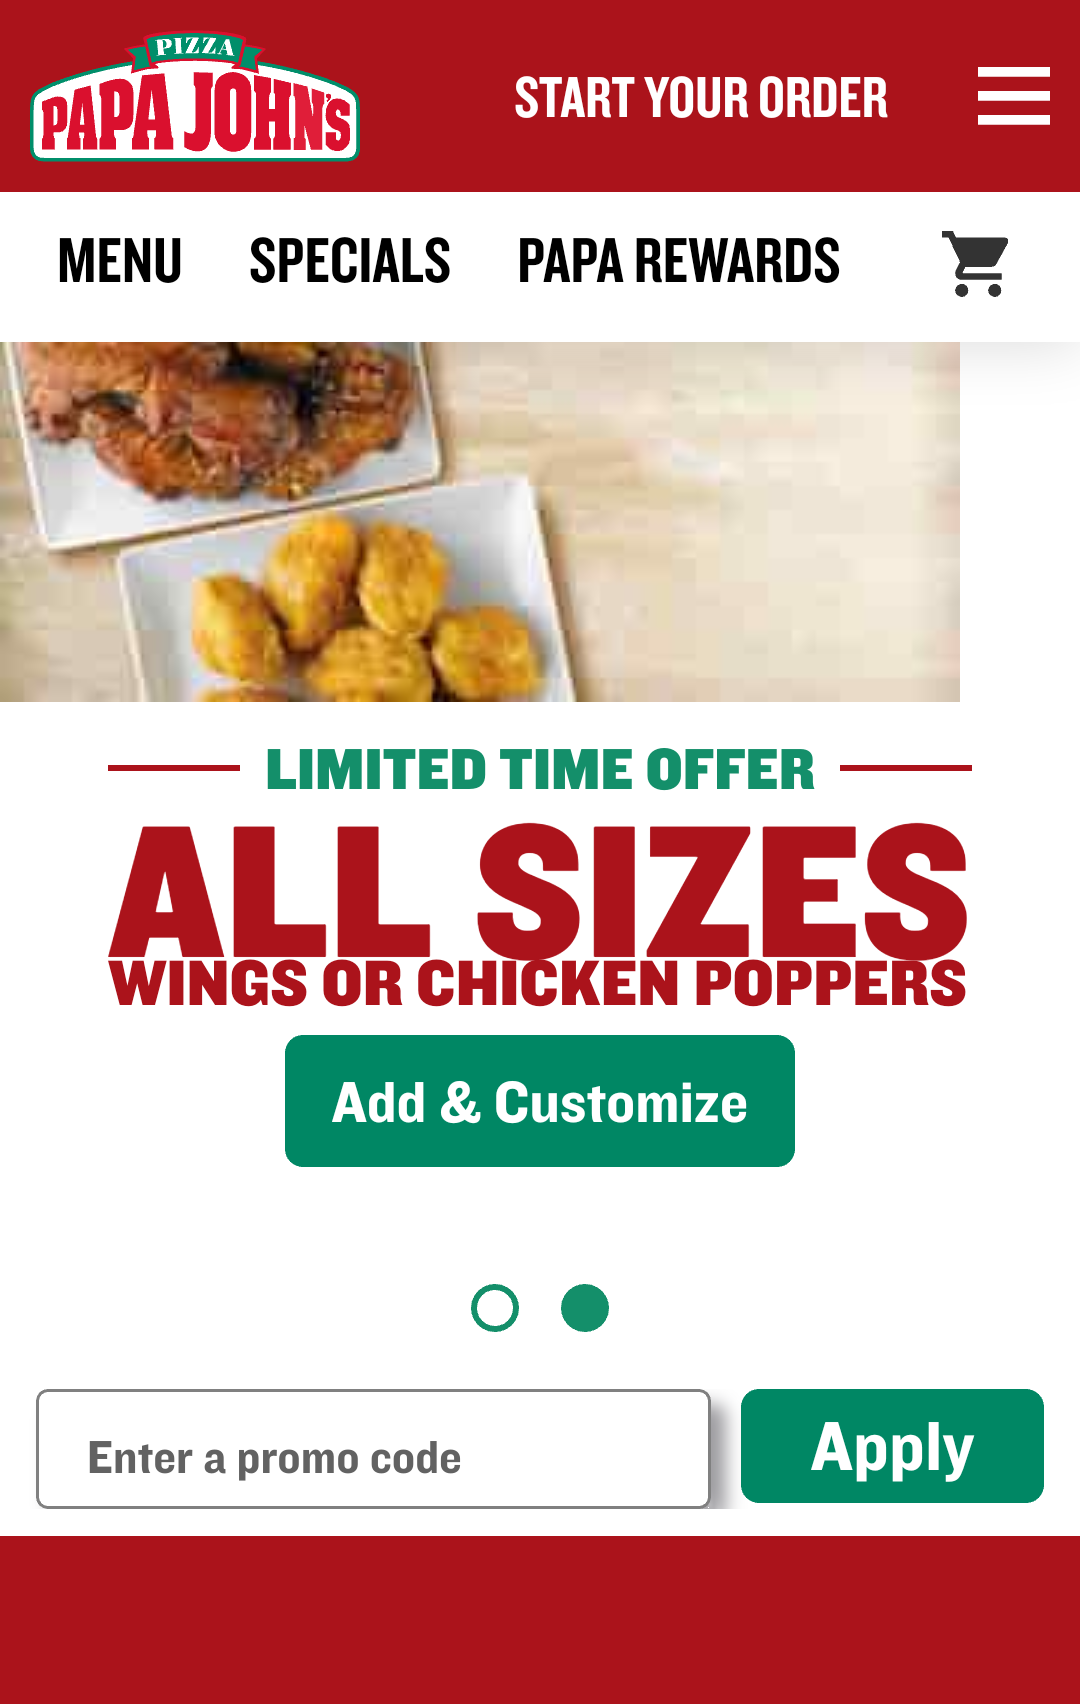 PIZZA
PAPA JOHN'S
START YOUR ORDER
MENU SPECIALS PAPA REWARDS
LIMITED TIME OFFER
ALL SIZES
WINGS OR CHICKEN POPPERS
Add & Customize
Enter a promo code
Apply